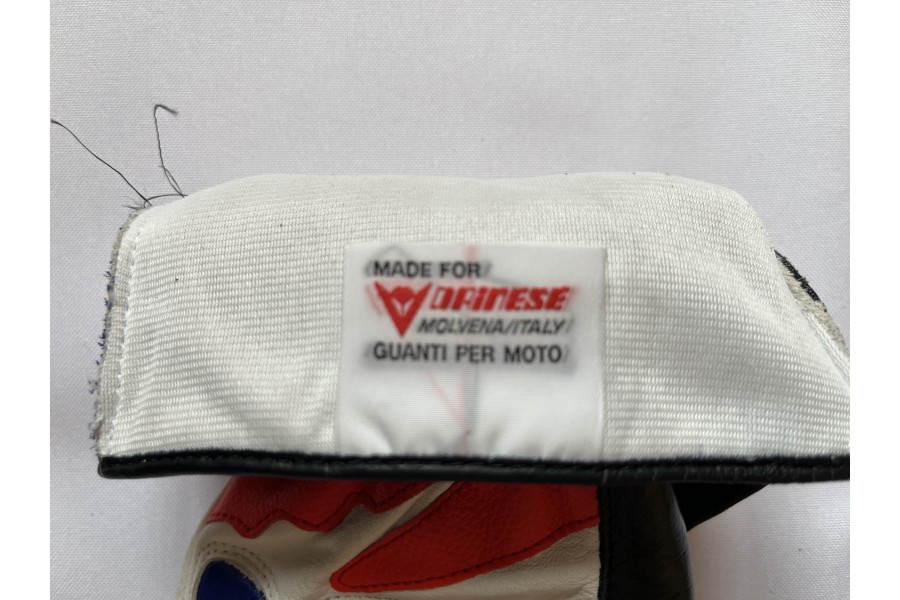 MADE FOR
DAINESE
MOLVENA/ITALY
GUANTI PER MOTO